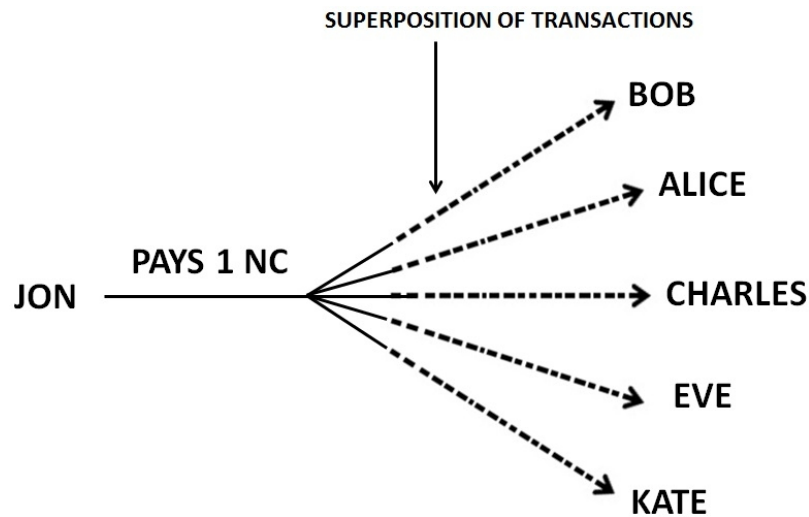 SUPERPOSITION OF TRANSACTIONS
BOB
ALICE
PAYS 1 NC
JON
CHARLES
EVE
KATE